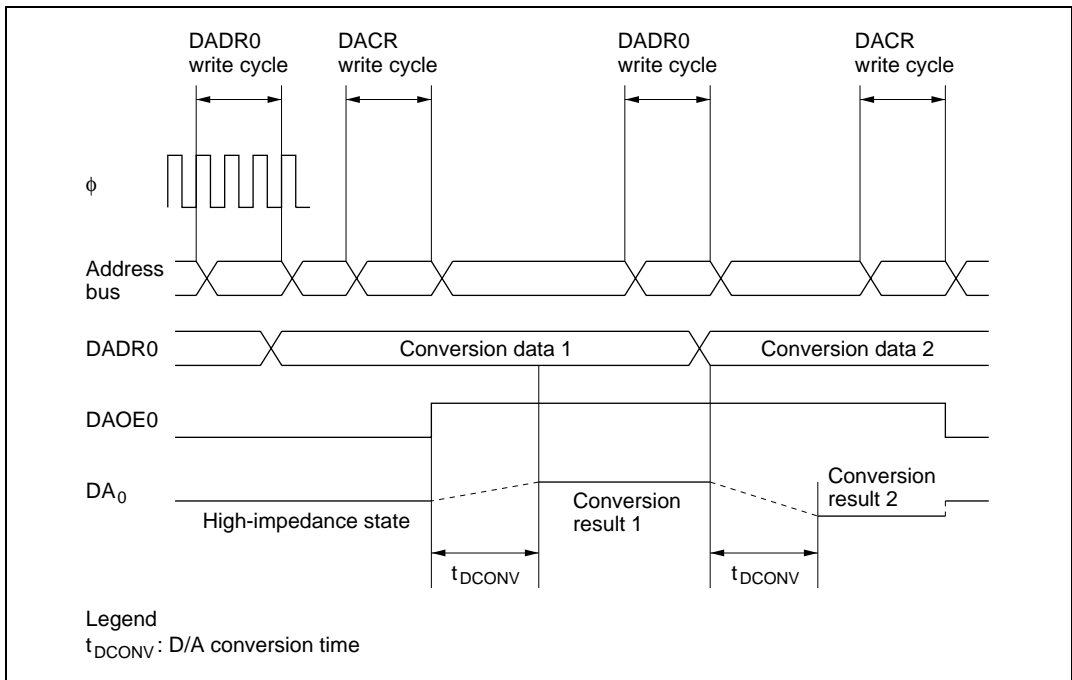 DADR0
write cycle
DACR
write cycle
DADR0
write cycle
DACR
write cycle
ϕ
Address
bus
DADR0
Conversion data 1
Conversion data 2
DAOE0
DA0
High-impedance state
Conversion
result 1
Conversion
result 2
tDCONV
tDCONV
Legend
tDCONV : D/A conversion time